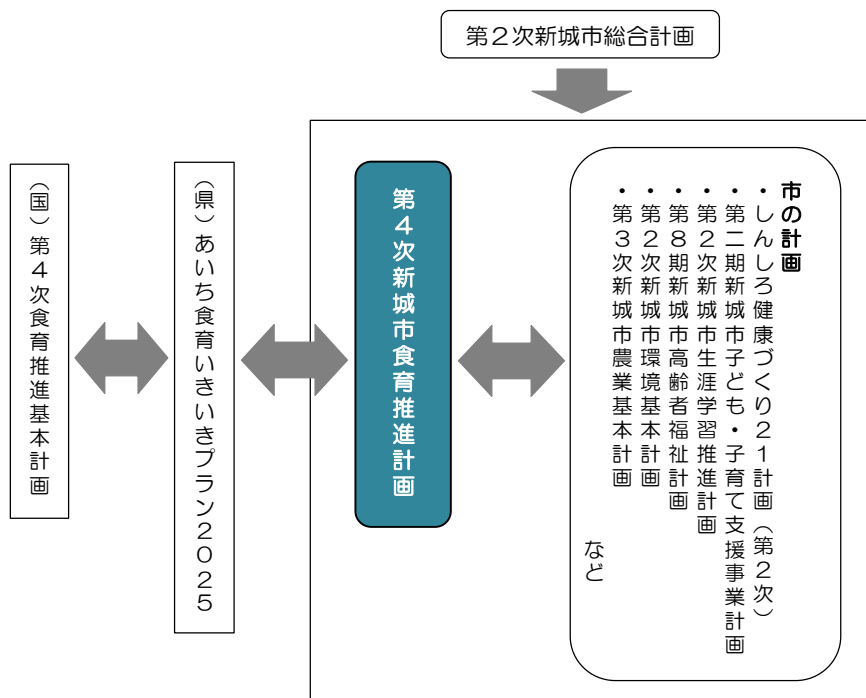 第２次新城市総合計画
（国）第４次食育推進基本計画
（県）あいち食育いきいきプラン２０２５
第４次新城市食育推進計画
市の計画
・しんしろ健康づくり２１計画（第２次）
・第二期新城市子ども・子育て支援事業計画
・第２次新城市生涯学習推進計画
・第８期新城市高齢者福祉計画
・第２次新城市環境基本計画
・第３次新城市農業基本計画
など